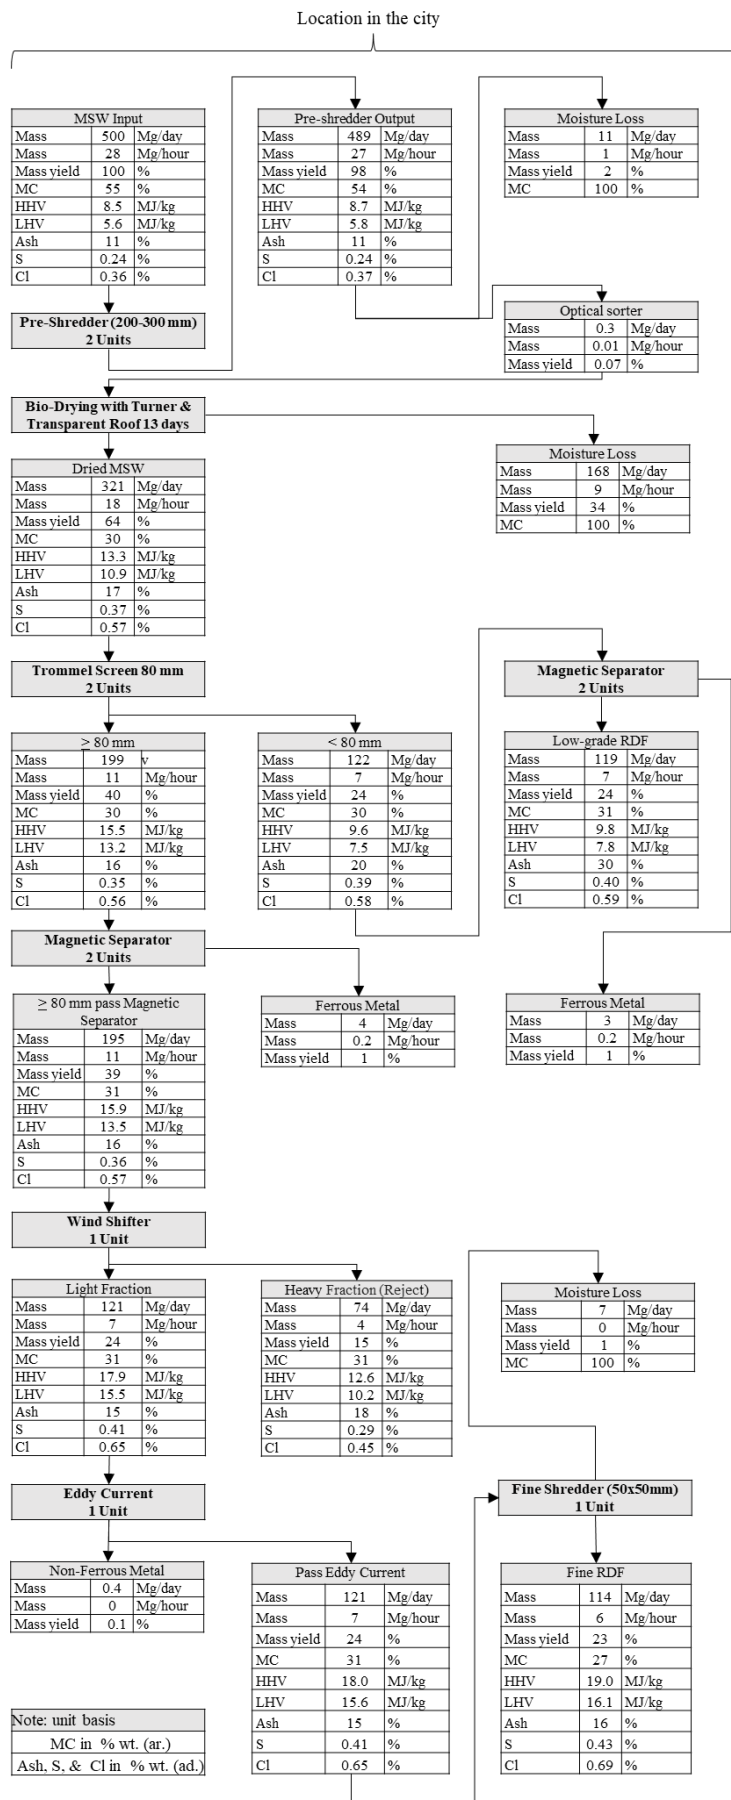 Location in the city
MSW Input
Mass 500 Mg/day
Mass 28 Mg/hour
Mass yield 100 %
MC 55 %
HHV 8.5 MJ/kg
LHV 5.6 MJ/kg
Ash 11 %
S 0.24 %
Cl 0.36 %
Pre-shredder Output
Mass 489 Mg/day
Mass 27 Mg/hour
Mass yield 98 %
MC 54 %
HHV 8.7 MJ/kg
LHV 5.8 MJ/kg
Ash 11 %
S 0.24 %
Cl 0.37 %
Moisture Loss
Mass 11 Mg/day
Mass 1 Mg/hour
Mass yield 2 %
MC 100 %
Pre-Shredder (200-300 mm)
2 Units
Optical sorter
Mass 0.3 Mg/day
Mass 0.01 Mg/hour
Mass yield 0.07 %
Bio-Drying with Turner &
Transparent Roof 13 days
Dried MSW
Mass 321 Mg/day
Mass 18 Mg/hour
Mass yield 64 %
MC 30 %
HHV 13.3 MJ/kg
LHV 10.9 MJ/kg
Ash 17 %
S 0.37 %
Cl 0.57 %
Moisture Loss
Mass 168 Mg/day
Mass 9 Mg/hour
Mass yield 34 %
MC 100 %
Trommel Screen 80 mm
2 Units
Magnetic Separator
2 Units
≥ 80 mm
Mass 199 v
Mass 11 Mg/hour
Mass yield 40 %
MC 30 %
HHV 15.5 MJ/kg
LHV 13.2 MJ/kg
Ash 16 %
S 0.35 %
Cl 0.56 %
< 80 mm
Mass 122 Mg/day
Mass 7 Mg/hour
Mass yield 24 %
MC 30 %
HHV 9.6 MJ/kg
LHV 7.5 MJ/kg
Ash 20 %
S 0.39 %
Cl 0.58 %
Low-grade RDF
Mass 119 Mg/day
Mass 7 Mg/hour
Mass yield 24 %
MC 31 %
HHV 9.8 MJ/kg
LHV 7.8 MJ/kg
Ash 30 %
S 0.40 %
Cl 0.59 %
Magnetic Separator
2 Units
≥ 80 mm pass Magnetic
Separator
Mass 195 Mg/day
Mass 11 Mg/hour
Mass yield 39 %
MC 31 %
HHV 15.9 MJ/kg
LHV 13.5 MJ/kg
Ash 16 %
S 0.36 %
Cl 0.57 %
Ferrous Metal
Mass 4 Mg/day
Mass 0.2 Mg/hour
Mass yield 1 %
Ferrous Metal
Mass 3 Mg/day
Mass 0.2 Mg/hour
Mass yield 1 %
Wind Shifter
1 Unit
Light Fraction
Mass 121 Mg/day
Mass 7 Mg/hour
Mass yield 24 %
MC 31 %
HHV 17.9 MJ/kg
LHV 15.5 MJ/kg
Ash 15 %
S 0.41 %
Cl 0.65 %
Heavy Fraction (Reject)
Mass 74 Mg/day
Mass 4 Mg/hour
Mass yield 15 %
MC 31 %
HHV 12.6 MJ/kg
LHV 10.2 MJ/kg
Ash 18 %
S 0.29 %
Cl 0.45 %
Moisture Loss
Mass 7 Mg/day
Mass 0 Mg/hour
Mass yield 1 %
MC 100 %
Eddy Current
1 Unit
Fine Shredder (50x50mm)
1 Unit
Non-Ferrous Metal
Mass 0.4 Mg/day
Mass 0 Mg/hour
Mass yield 0.1 %
Pass Eddy Current
Mass 121 Mg/day
Mass 7 Mg/hour
Mass yield 24 %
MC 31 %
HHV 18.0 MJ/kg
LHV 15.6 MJ/kg
Ash 15 %
S 0.41 %
Cl 0.65 %
Fine RDF
Mass 114 Mg/day
Mass 6 Mg/hour
Mass yield 23 %
MC 27 %
HHV 19.0 MJ/kg
LHV 16.1 MJ/kg
Ash 16 %
S 0.43 %
Cl 0.69 %
Note: unit basis
MC in % wt. (ar.)
Ash, S, & Cl in % wt. (ad.)